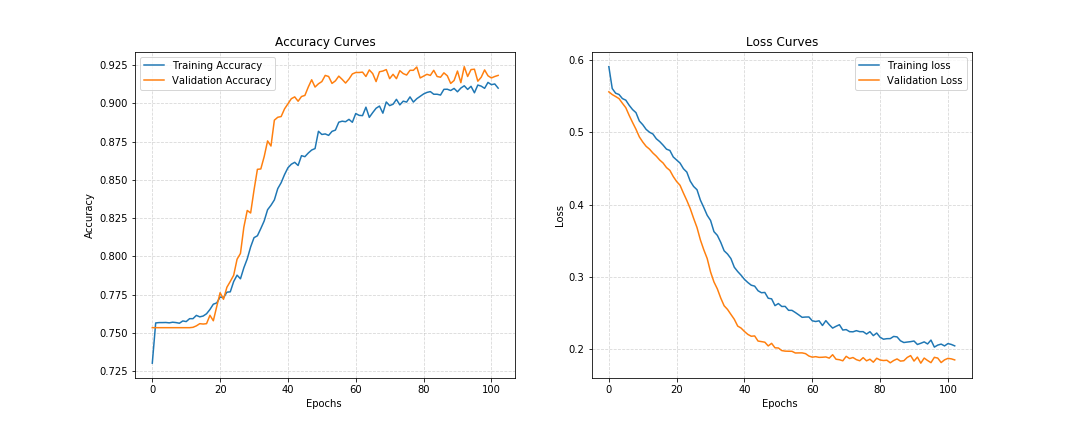 Accuracy Curves
Training Accuracy
Validation Accuracy
0.925
0.900
0.875
0.850
0.825
0.800
0.775
0.750
0.725
Accuracy
0 20 40 60 80 100
Epochs
Loss Curves
Training loss
Validation Loss
0.6
0.5
0.4
0.3
0.2
Loss
0 20 40 60 80 100
Epochs